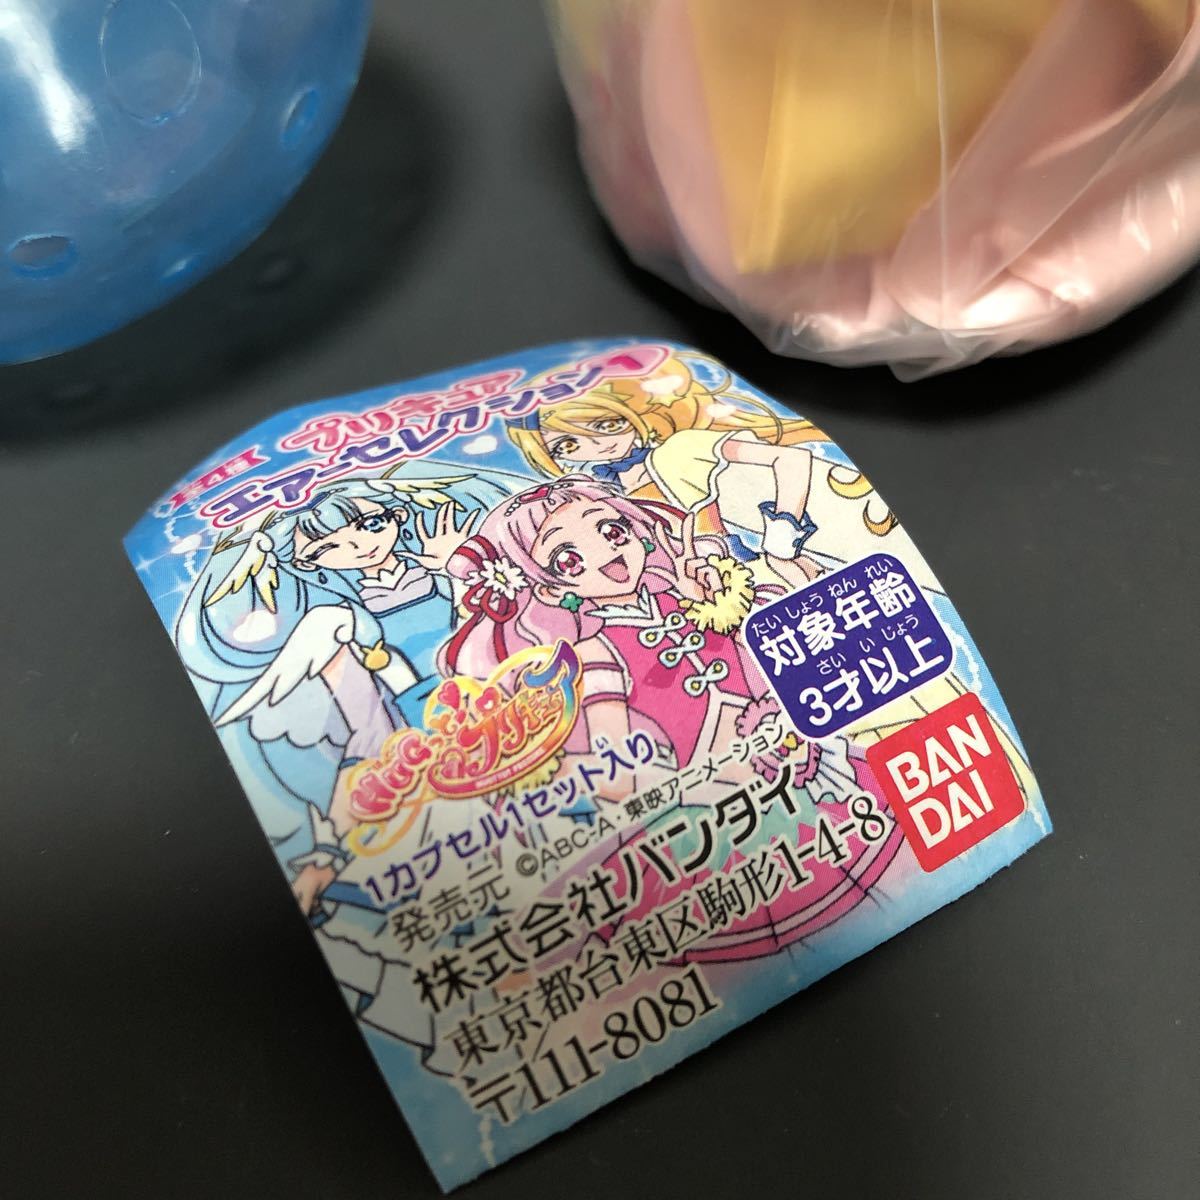 プリキュア
エアーセレクション1
たいしょうねんれい
対象年齢
さいいじょう
3才以上
HUGっと!プリキュア
1カプセル1セット入り
©ABC-A・東映アニメーション
発売元
株式会社バンダイ
東京都台東区駒形1-4-8
〒111-8081
BAN
DAI